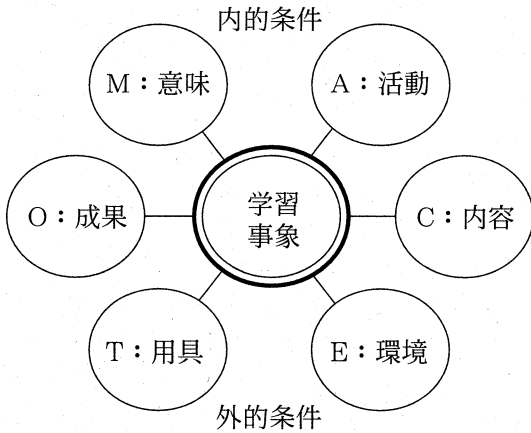 内的条件
M：意味
A：活動
O：成果
学習
事象
C：内容
T：用具
E：環境
外的条件